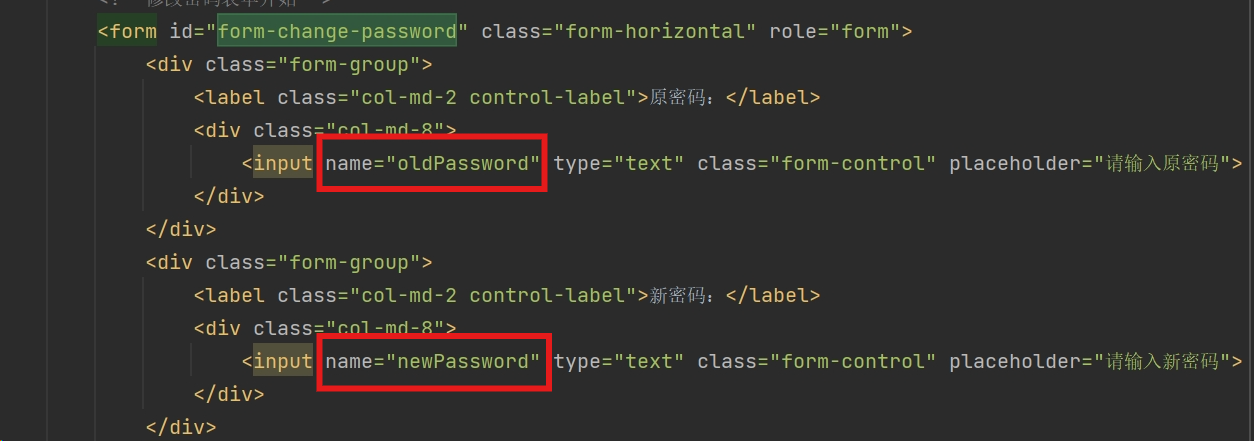 <!-- 修改密码表单开始 -->
<form id="form-change-password" class="form-horizontal" role="form">
<div class="form-group">
<label class="col-md-2 control-label">原密码：</label>
<div class="col-md-8">
<input name="oldPassword" type="text" class="form-control" placeholder="请输入原密码">
</div>
</div>
<div class="form-group">
<label class="col-md-2 control-label">新密码：</label>
<div class="col-md-8">
<input name="newPassword" type="text" class="form-control" placeholder="请输入新密码">
</div>
</div>